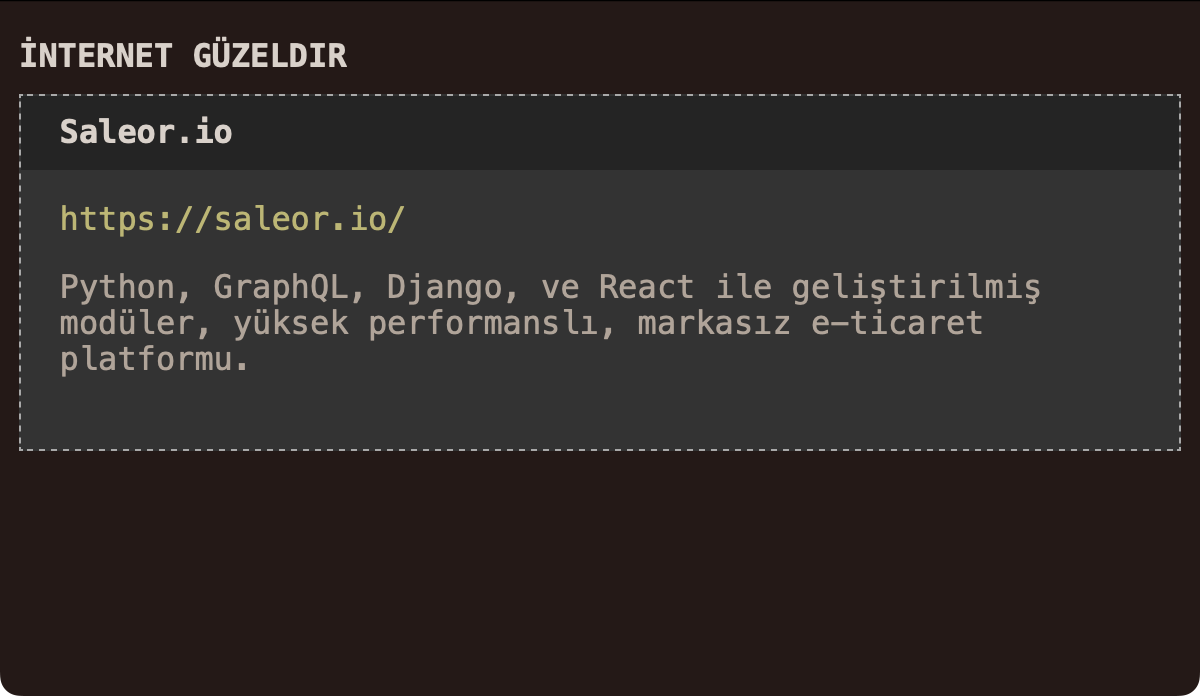 İNTERNET GÜZELDIR
Saleor.io
https://saleor.io/
Python, GraphQL, Django, ve React ile geliştirilmiş
modüler, yüksek performanslı, markasız e-ticaret
platformu.